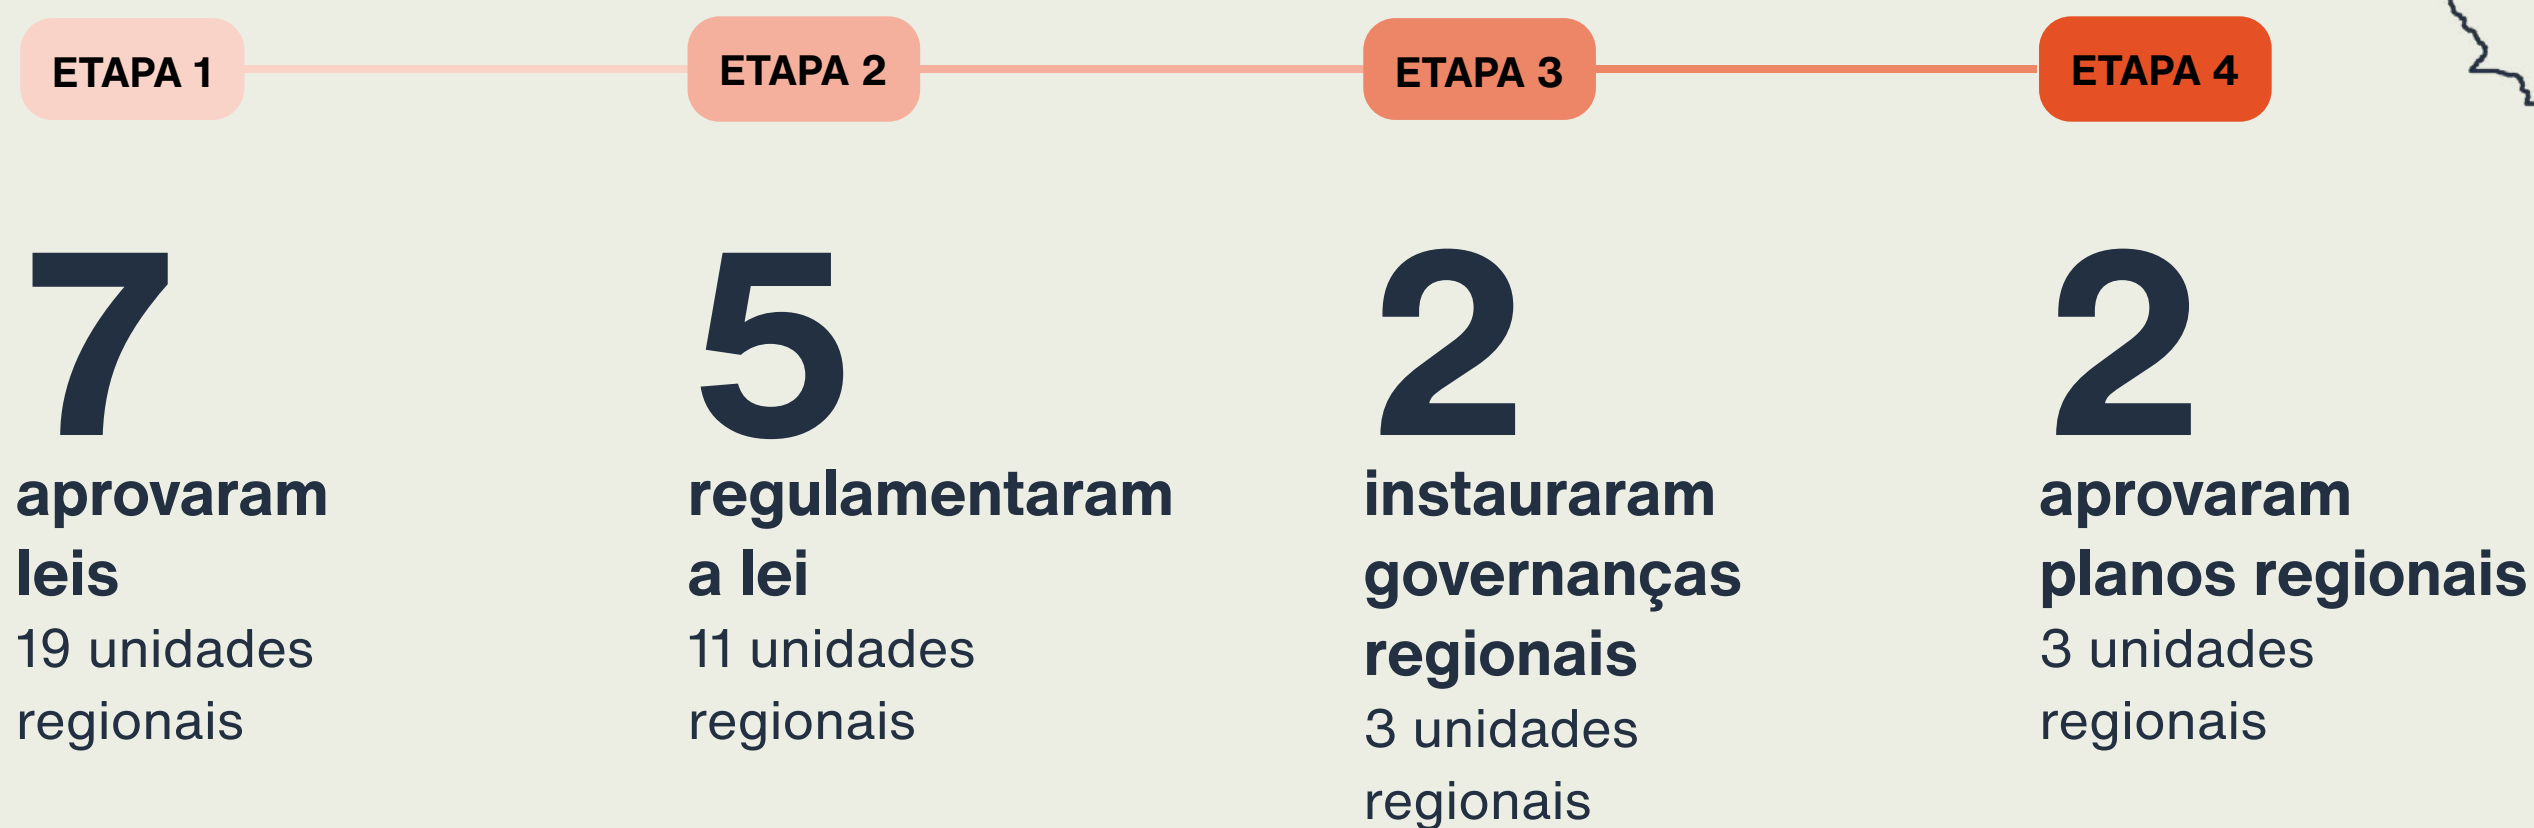 ETAPA 1
ETAPA 2
ETAPA 3
ETAPA 4
7
aprovaram
leis
19 unidades
regionais
5
regulamentaram
a lei
11 unidades
regionais
2
instauraram
governanças
regionais
3 unidades
regionais
2
aprovaram
planos regionais
3 unidades
regionais